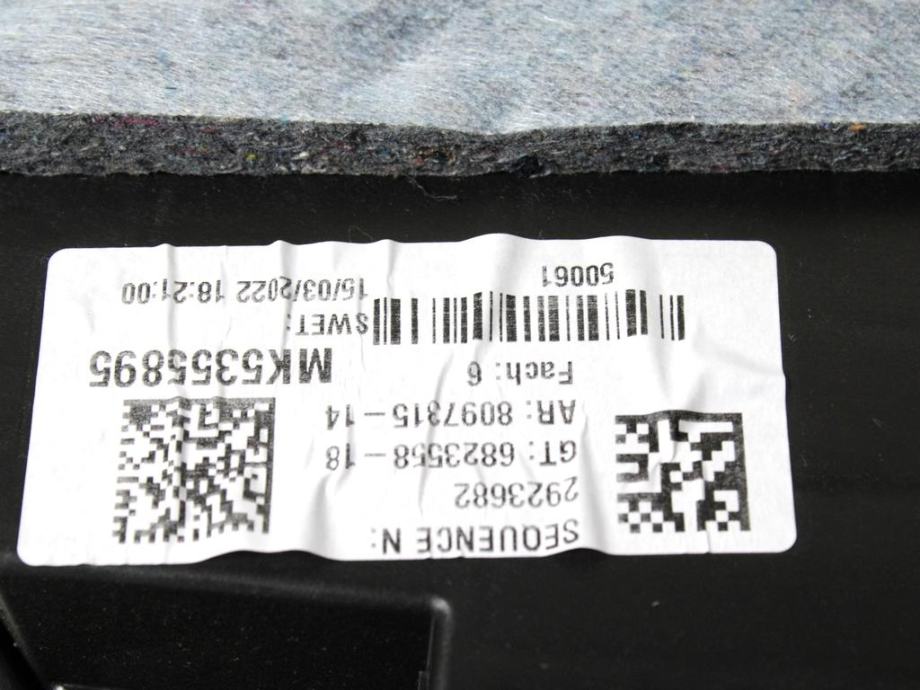 SEQUENCE N:
2923682
GT: 6823558-18
AR: 8097315-14
Fach: 6
MK5355895
SWET:
15/03/2022 18:21:00
50061